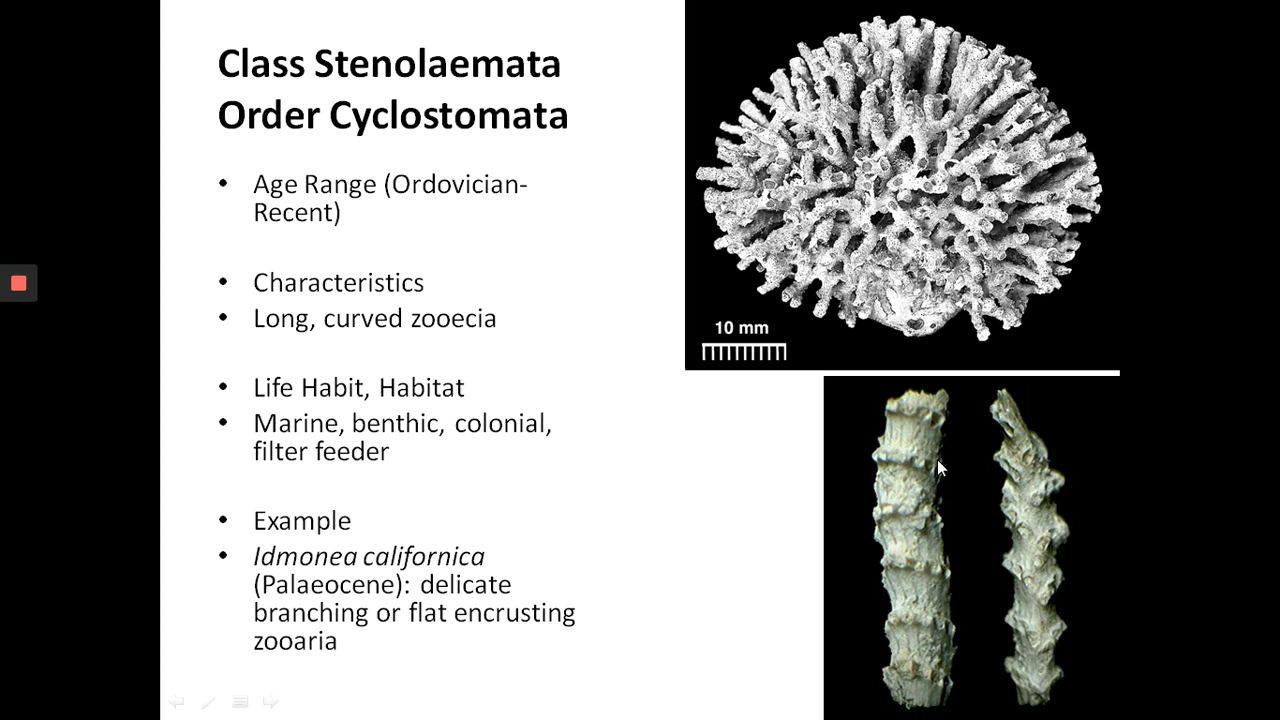 Class Stenolaemata
Order Cyclostomata
• Age Range (Ordovician-
Recent)
• Characteristics
• Long, curved zooecia
• Life Habit, Habitat
• Marine, benthic, colonial,
filter feeder
• Example
• Idmonea californica
(Palaeocene): delicate
branching or flat encrusting
zooaria
10 mm